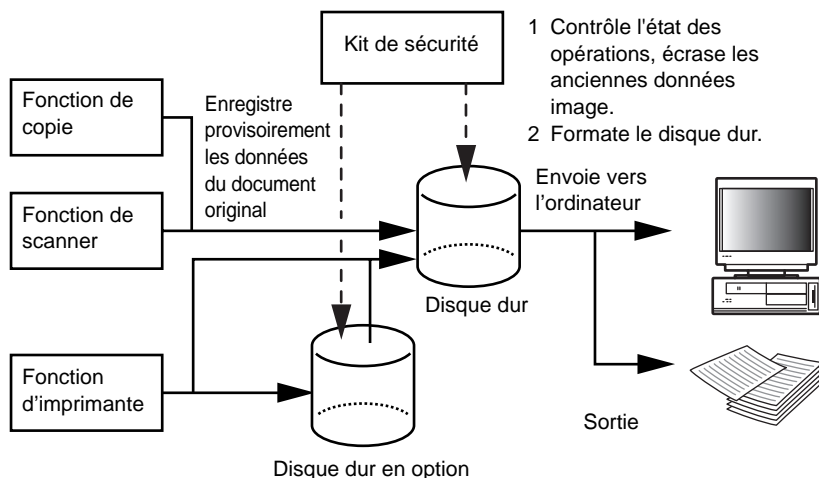 Kit de sécurité
1 Contrôle l'état des
opérations, écrase les
anciennes données
image.
2 Formate le disque dur.
Fonction de
copie
Enregistre
provisoirement
les données
du document
original
Fonction de
scanner
Envoie vers
l'ordinateur
Disque dur
Fonction
d'imprimante
Sortie
Disque dur en option